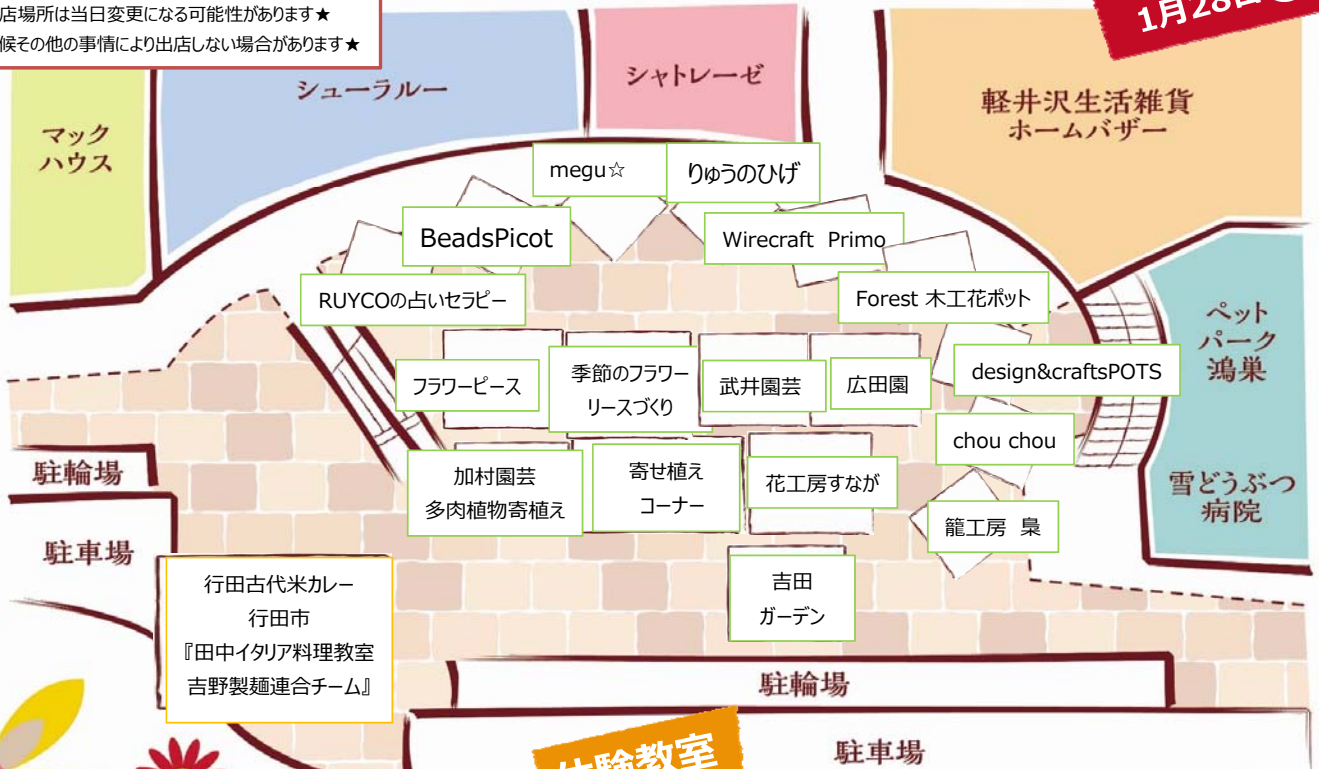 店場所は当日変更になる可能性があります★
候その他の事情により出店しない場合があります★
1月28日
マック
ハウス
シューラルー
シャトレーゼ
軽井沢生活雑貨
ホームバザー
megu☆
りゅうのひげ
BeadsPicot
Wirecraft Primo
RUYCOの占いセラピー
Forest 木工花ポット
ペット
パーク
鴻巣
フラワーピース
季節のフラワー
リースづくり
武井園芸
広田園
design&craftsPOTS
chou chou
駐輪場
加村園芸
多肉植物寄植え
寄せ植え
コーナー
花工房すなが
籠工房 梟
雪どうぶつ
病院
駐車場
行田古代米カレー
行田市
『田中イタリア料理教室
吉野製麺連合チーム』
吉田
ガーデン
駐輪場
体験教室
駐車場